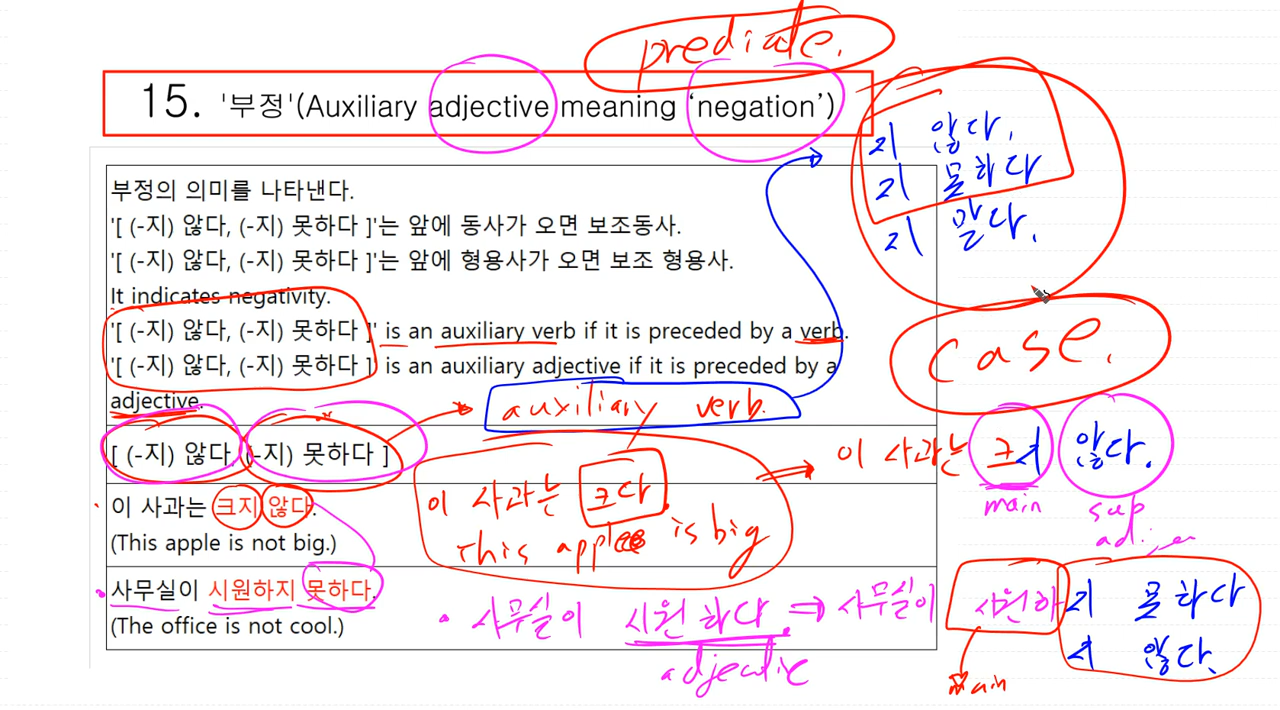 prediate.
15. '부정'(Auxiliary adjective meaning ‘negation’)
지 않다.
지 못하다
지 말다.
부정의 의미를 나타낸다.
'[ (-지) 않다, (-지) 못하다 ]'는 앞에 동사가 오면 보조동사.
'[ (-지) 않다, (-지) 못하다 ]'는 앞에 형용사가 오면 보조 형용사.
It indicates negativity.
'[ (-지) 않다, (-지) 못하다 ]' is an auxiliary verb if it is preceded by a verb.
'[ (-지) 않다, (-지) 못하다 ]' is an auxiliary adjective if it is preceded by a
adjective.
case.
auxiliary verb.
[ (-지) 않다, (-지) 못하다 ]
이 사과는 크지 않다.
main
sup
이 사과는 크지 않다.
(This apple is not big.)
이 사과는 크다.
This apple is big
사무실이 시원하지 못하다.
(The office is not cool.)
사무실이 시원하다. ⇒ 사무실이 시원하지 못하다
지 않다.
adjectic
main